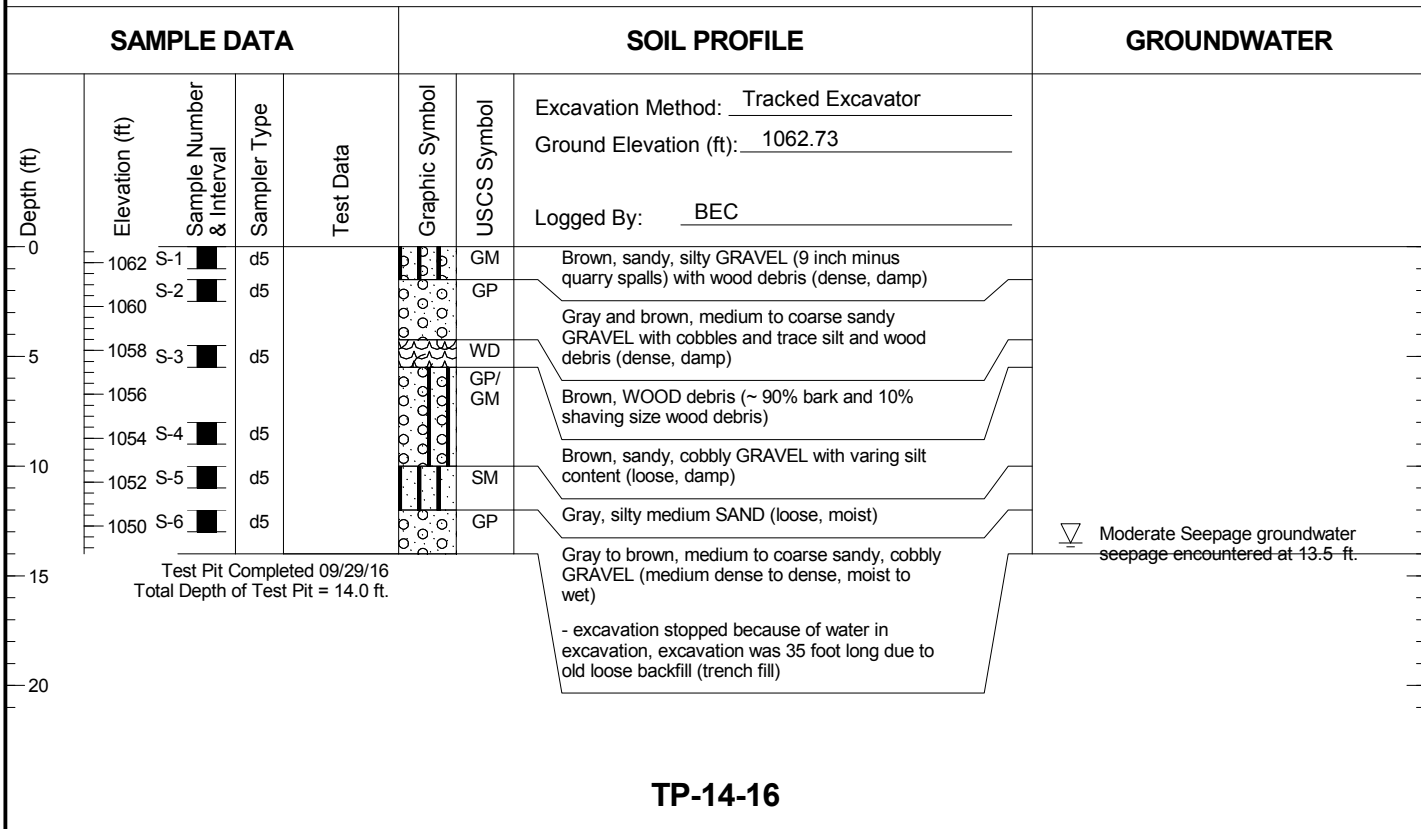 SAMPLE DATA
SOIL PROFILE
GROUNDWATER
Depth (ft)
Elevation (ft)
Sample Number
& Interval
Sampler Type
Test Data
Graphic Symbol
USCS Symbol
Excavation Method: Tracked Excavator
Ground Elevation (ft): 1062.73
Logged By: BEC
0
5
10
15
20
1062
1060
1058
1056
1054
1052
1050
S-1 d5
S-2 d5
S-3 d5
S-4 d5
S-5 d5
S-6 d5
GM
GP
WD
GP/
GM
SM
GP
Brown, sandy, silty GRAVEL (9 inch minus
quarry spalls) with wood debris (dense, damp)
Gray and brown, medium to coarse sandy
GRAVEL with cobbles and trace silt and wood
debris (dense, damp)
Brown, WOOD debris (~ 90% bark and 10%
shaving size wood debris)
Brown, sandy, cobbly GRAVEL with varing silt
content (loose, damp)
Gray, silty medium SAND (loose, moist)
Gray to brown, medium to coarse sandy, cobbly
GRAVEL (medium dense to dense, moist to
wet)
- excavation stopped because of water in
excavation, excavation was 35 foot long due to
old loose backfill (trench fill)
Moderate Seepage groundwater
seepage encountered at 13.5 ft.
Test Pit Completed 09/29/16
Total Depth of Test Pit = 14.0 ft.
TP-14-16